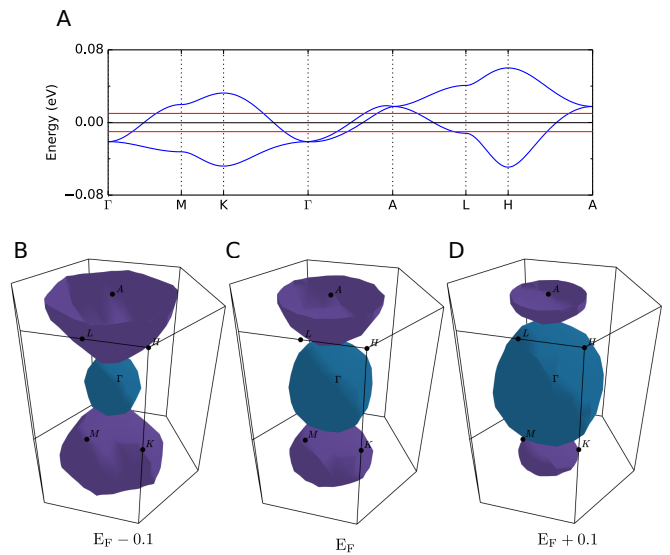 A
Energy (eV)
0.08
0.00
−0.08
Γ M K Γ A L H A
B C D
A A A
L H L H L H
Γ Γ Γ
M K M K M K
E_F − 0.1 E_F E_F + 0.1